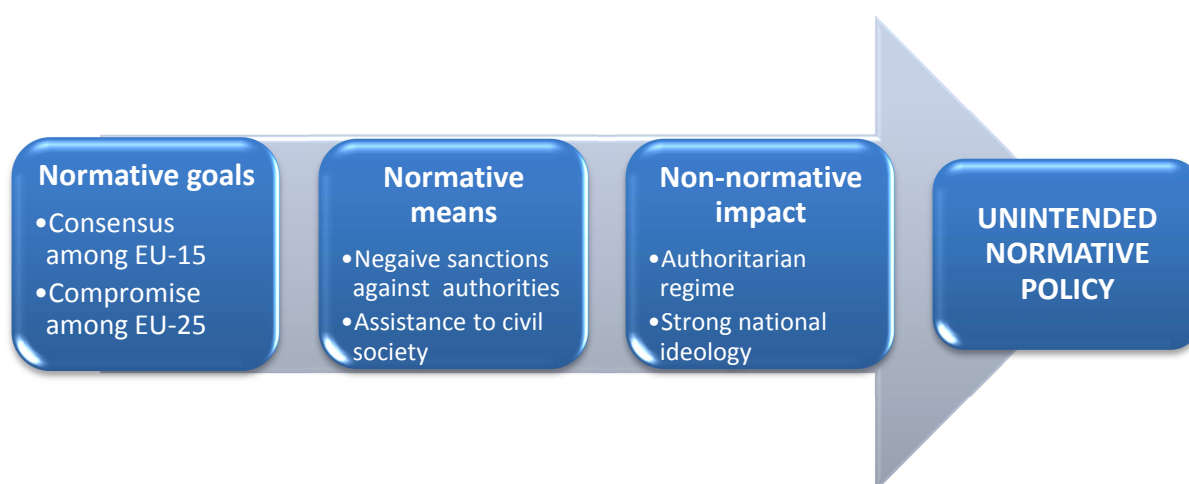 Normative goals
•Consensus
among EU-15
•Compromise
among EU-25
Normative
means
•Negaive sanctions
against authorities
•Assistance to civil
society
Non-normative
impact
•Authoritarian
regime
•Strong national
ideology
UNINTENDED
NORMATIVE
POLICY